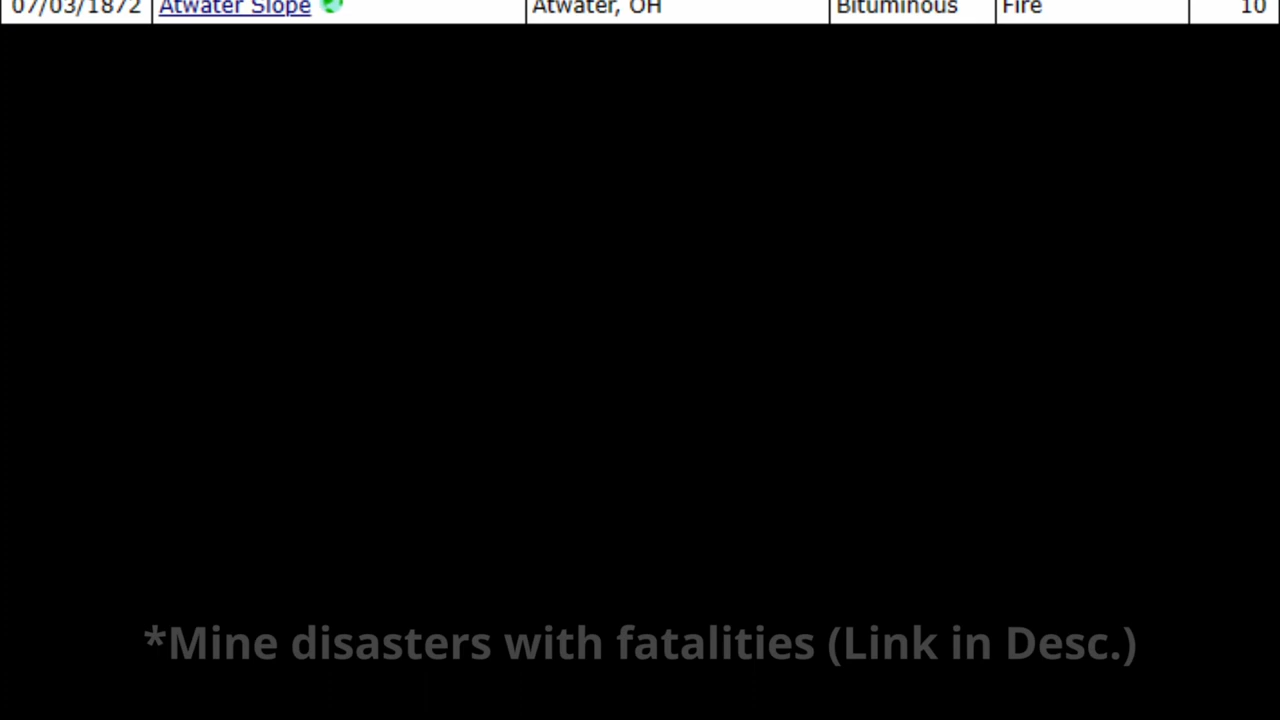 07/03/1872 Atwater Slope Atwater, OH Bituminous Fire 10
*Mine disasters with fatalities (Link in Desc.)